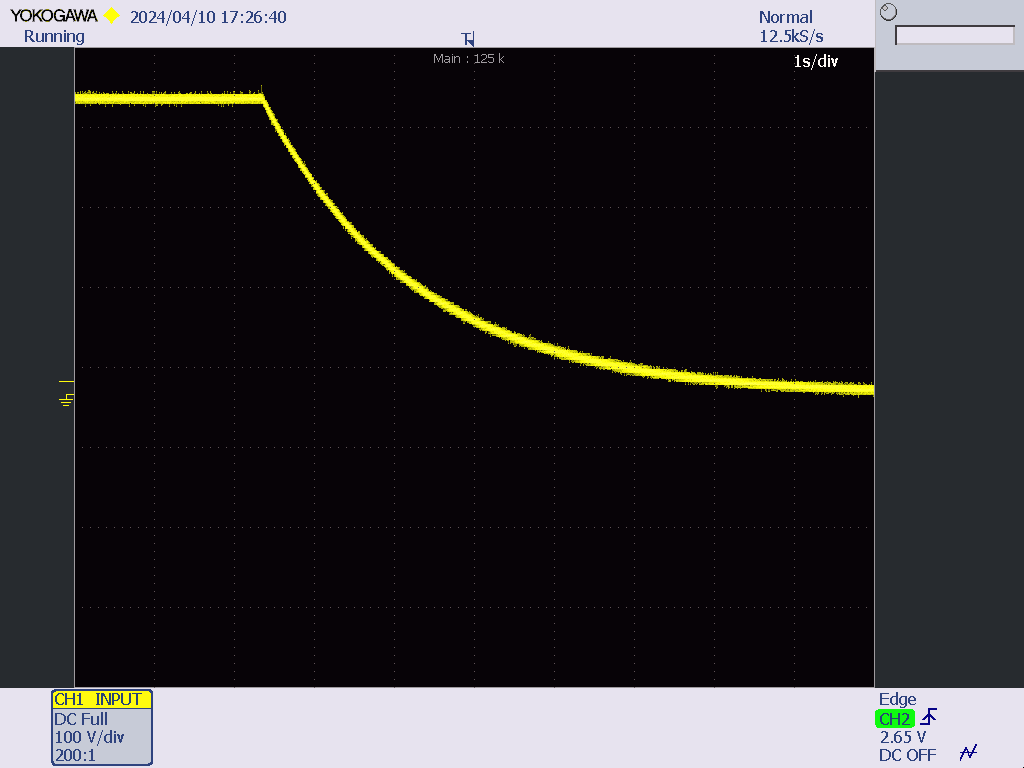 YOKOGAWA 2024/04/10 17:26:40 Normal
Running 12.5kS/s
T
Main : 125 k 1s/div
CH1 INPUT
DC Full
100 V/div
200:1
Edge
CH2
2.65 V
DC OFF